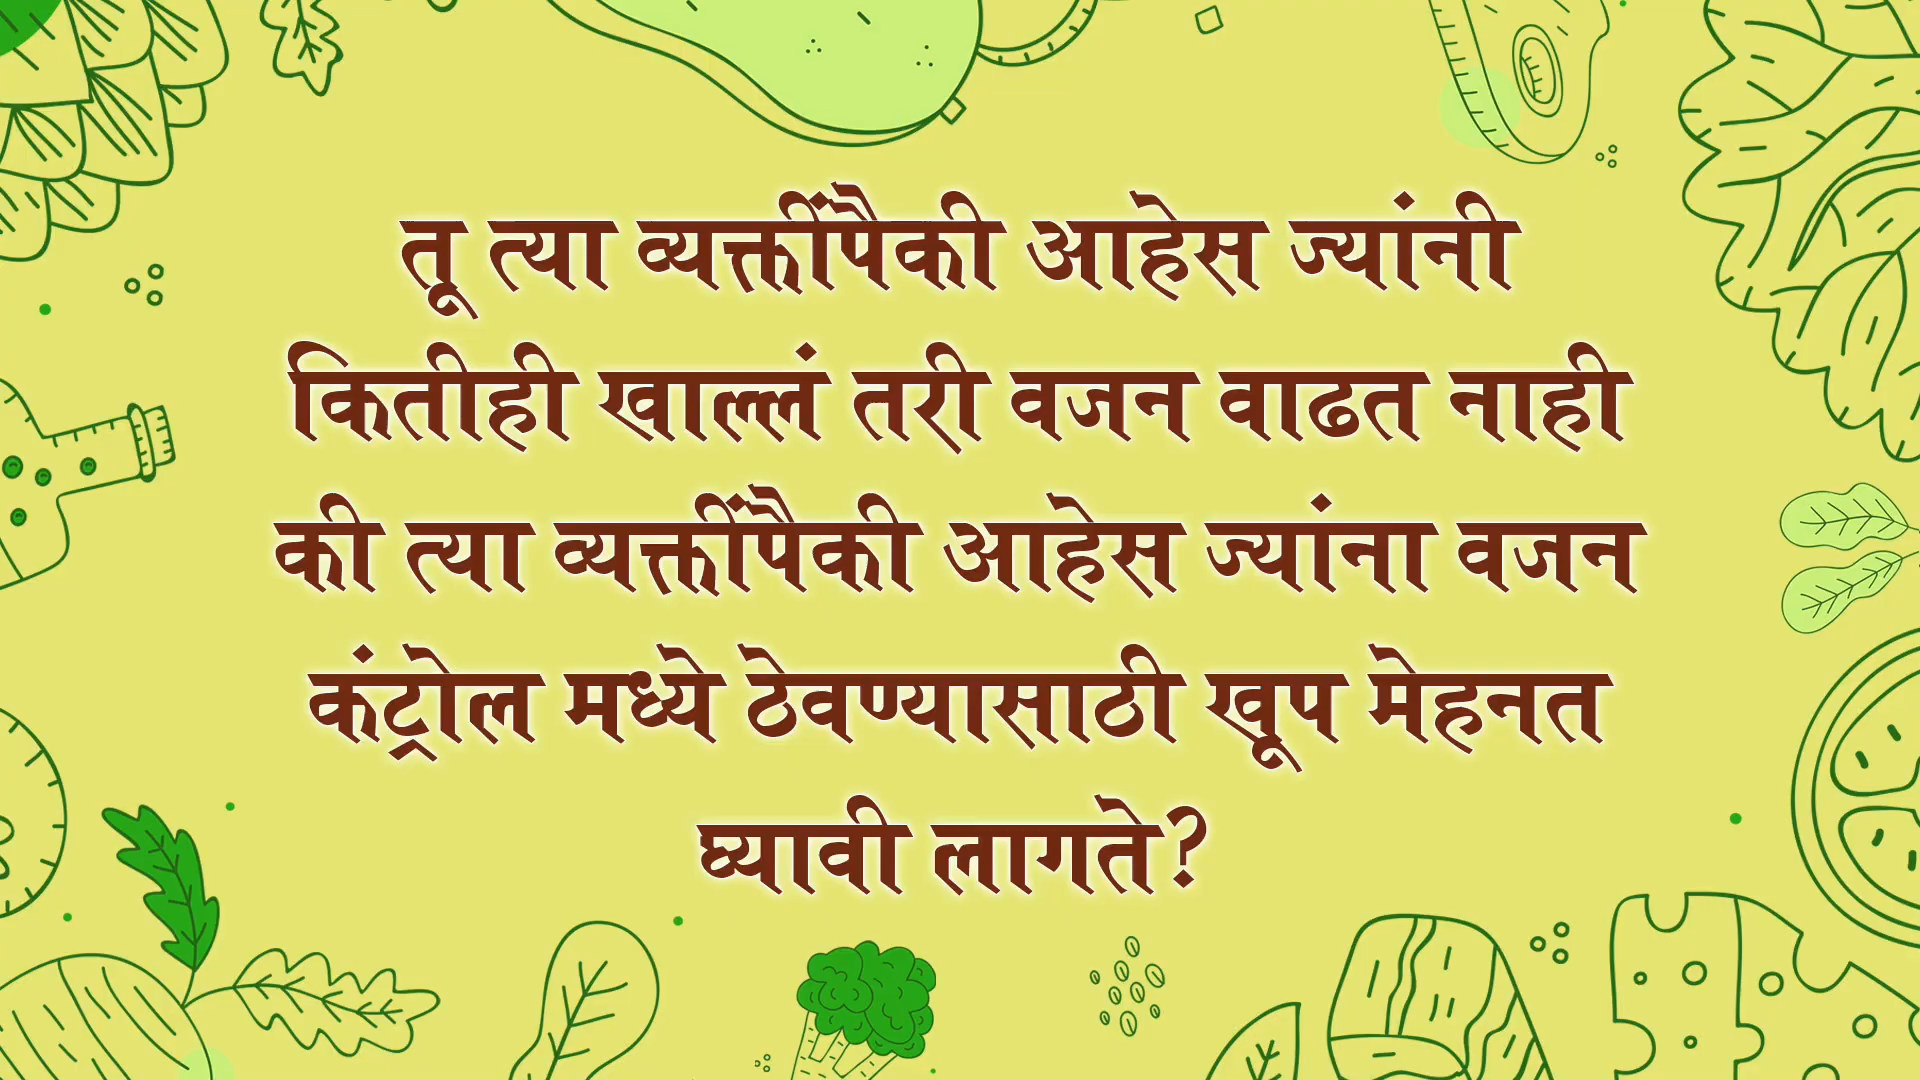 तू त्या व्यक्तींपैकी आहेस ज्यांनी
कितीही खाल्लं तरी वजन वाढत नाही
की त्या व्यक्तींपैकी आहेस ज्यांना वजन
कंट्रोल मध्ये ठेवण्यासाठी खूप मेहनत
घ्यावी लागते?